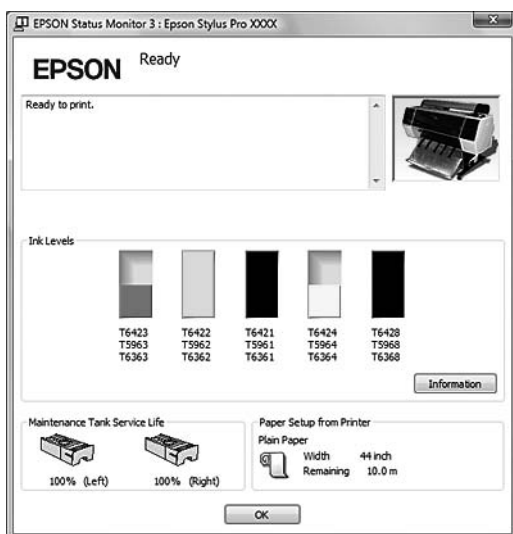 EPSON Status Monitor 3 : Epson Stylus Pro XXXX
EPSON
Ready
Ready to print.
Ink Levels
T6423 T6422 T6421 T6424 T6428
T5963 T5962 T5961 T5964 T5968
T6363 T6362 T6361 T6364 T6368
Information
Maintenance Tank Service Life
100% (Left) 100% (Right)
Paper Setup from Printer
Plain Paper
Width 44 inch
Remaining 10.0 m
OK